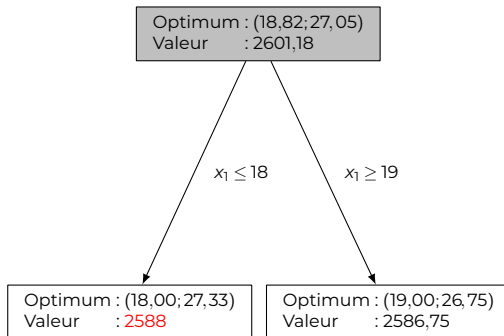 Optimum : (18,82;27,05)
Valeur : 2601,18
x₁ ≤ 18
x₁ ≥ 19
Optimum : (18,00;27,33)
Valeur : 2588
Optimum : (19,00;26,75)
Valeur : 2586,75